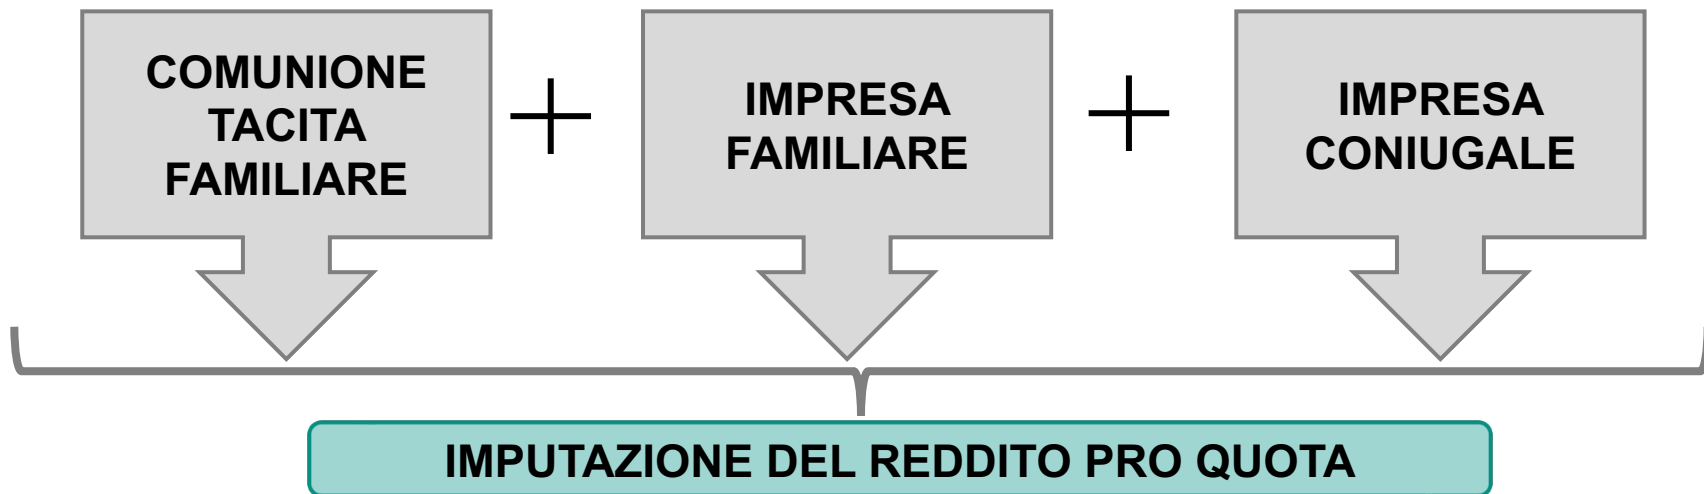 COMUNIONE
TACITA
FAMILIARE
IMPRESA
FAMILIARE
IMPRESA
CONIUGALE
IMPUTAZIONE DEL REDDITO PRO QUOTA